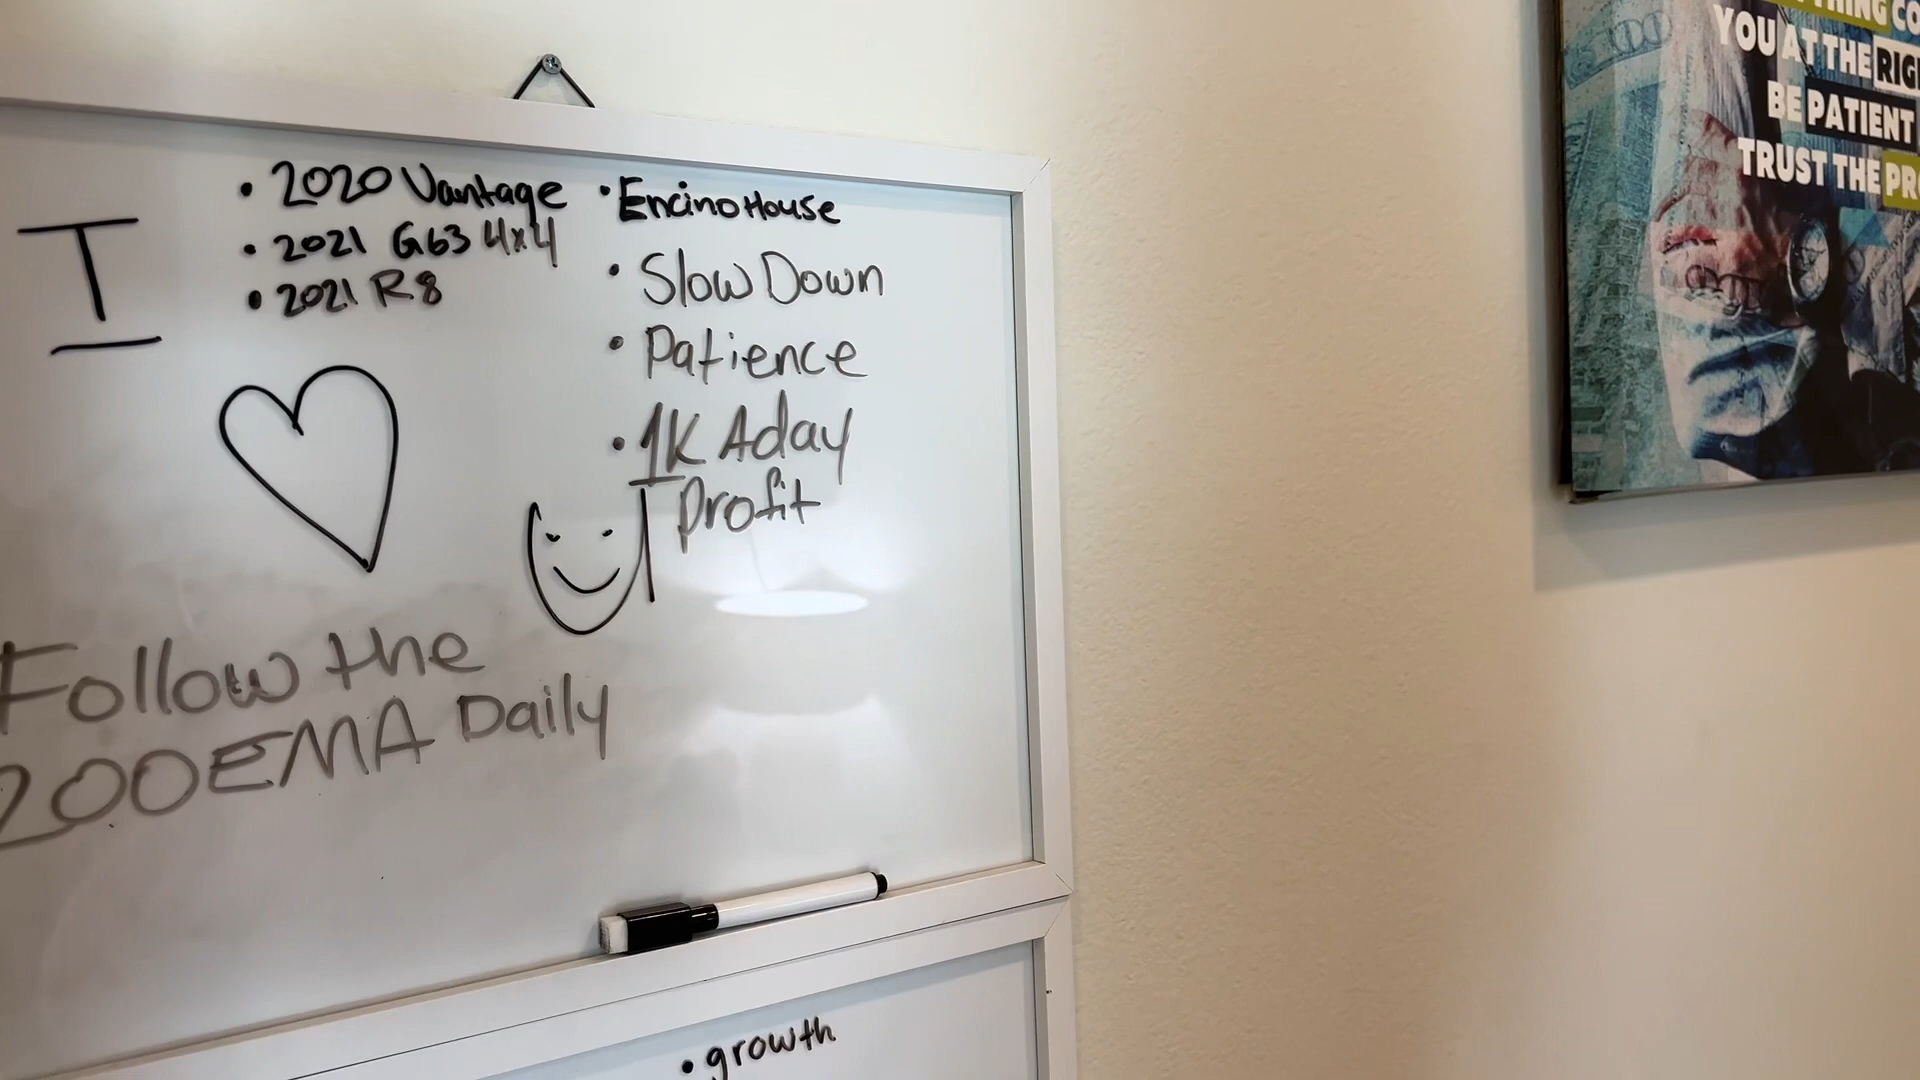 I
• 2020 Vantage
• 2021 G63 4x4
• 2021 R8
• Encino House
• Slow Down
• Patience
• 1K Aday
Profit
U
Follow the
200EMA Daily
• growth
YOU AT THE
BE PATIENT
TRUST THE